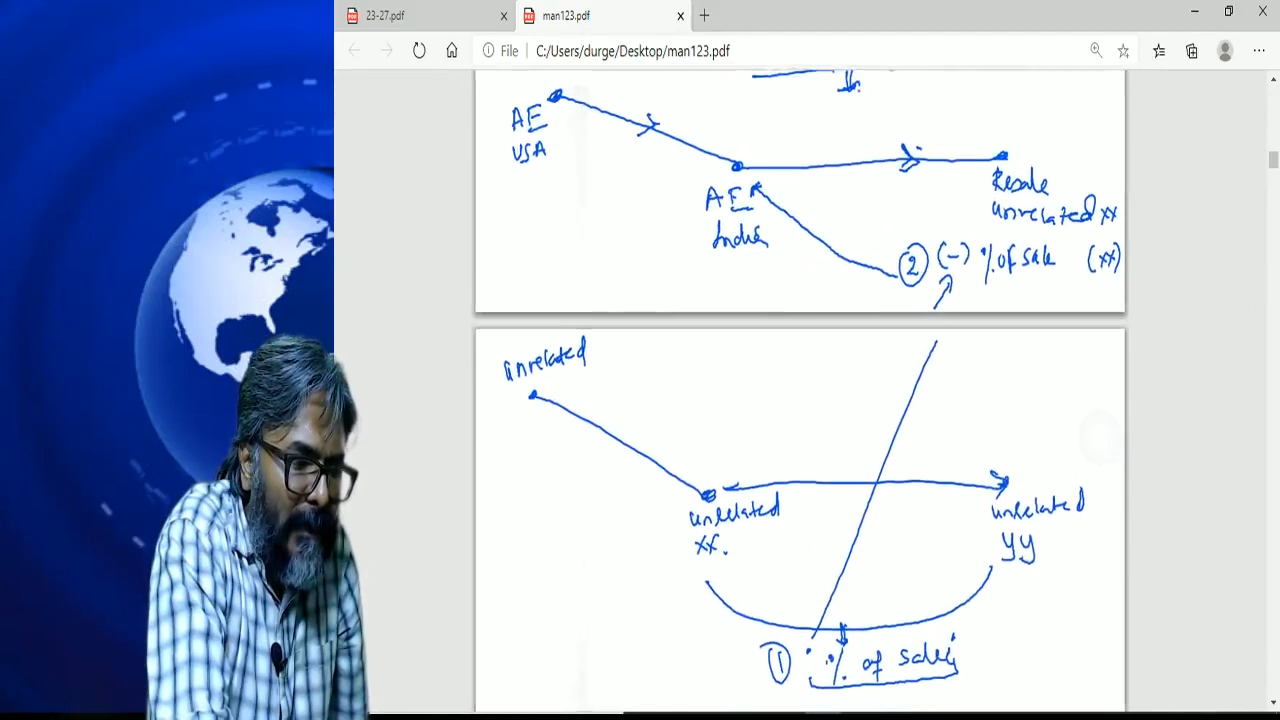 23-27.pdf
man123.pdf
File C:/Users/durge/Desktop/man123.pdf
AE
USA
AE
India
Resale
unrelated xx
② (-) % of sale (xx)
unrelated
unrelated
xx.
unrelated
yy
① % of sales